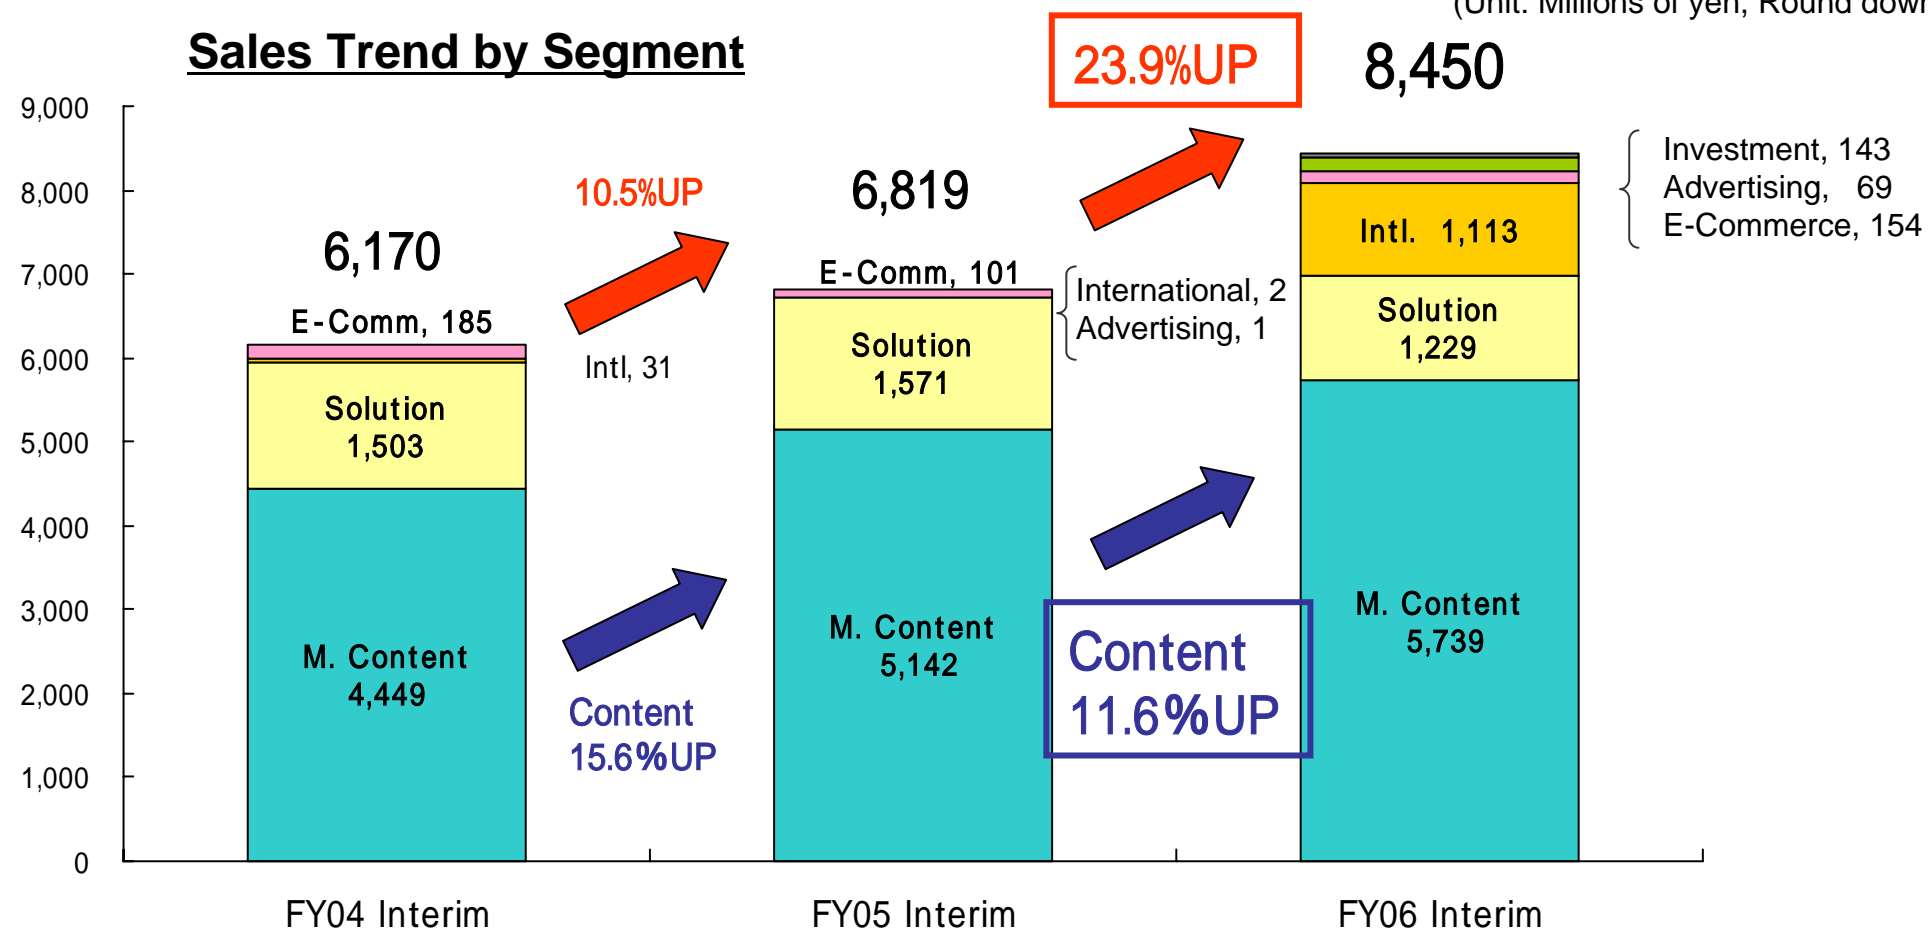 (Unit: Millions of yen, Round down
Sales Trend by Segment
23.9%UP
8,450
9,000
8,000
7,000
6,000
5,000
4,000
3,000
2,000
1,000
0
6,170
E-Comm, 185
Solution
1,503
M. Content
4,449
10.5%UP
Intl, 31
Content
15.6%UP
6,819
E-Comm, 101
International, 2
Advertising, 1
Solution
1,571
M. Content
5,142
Content
11.6%UP
Investment, 143
Advertising, 69
E-Commerce, 154
Intl. 1,113
Solution
1,229
M. Content
5,739
FY04 Interim
FY05 Interim
FY06 Interim